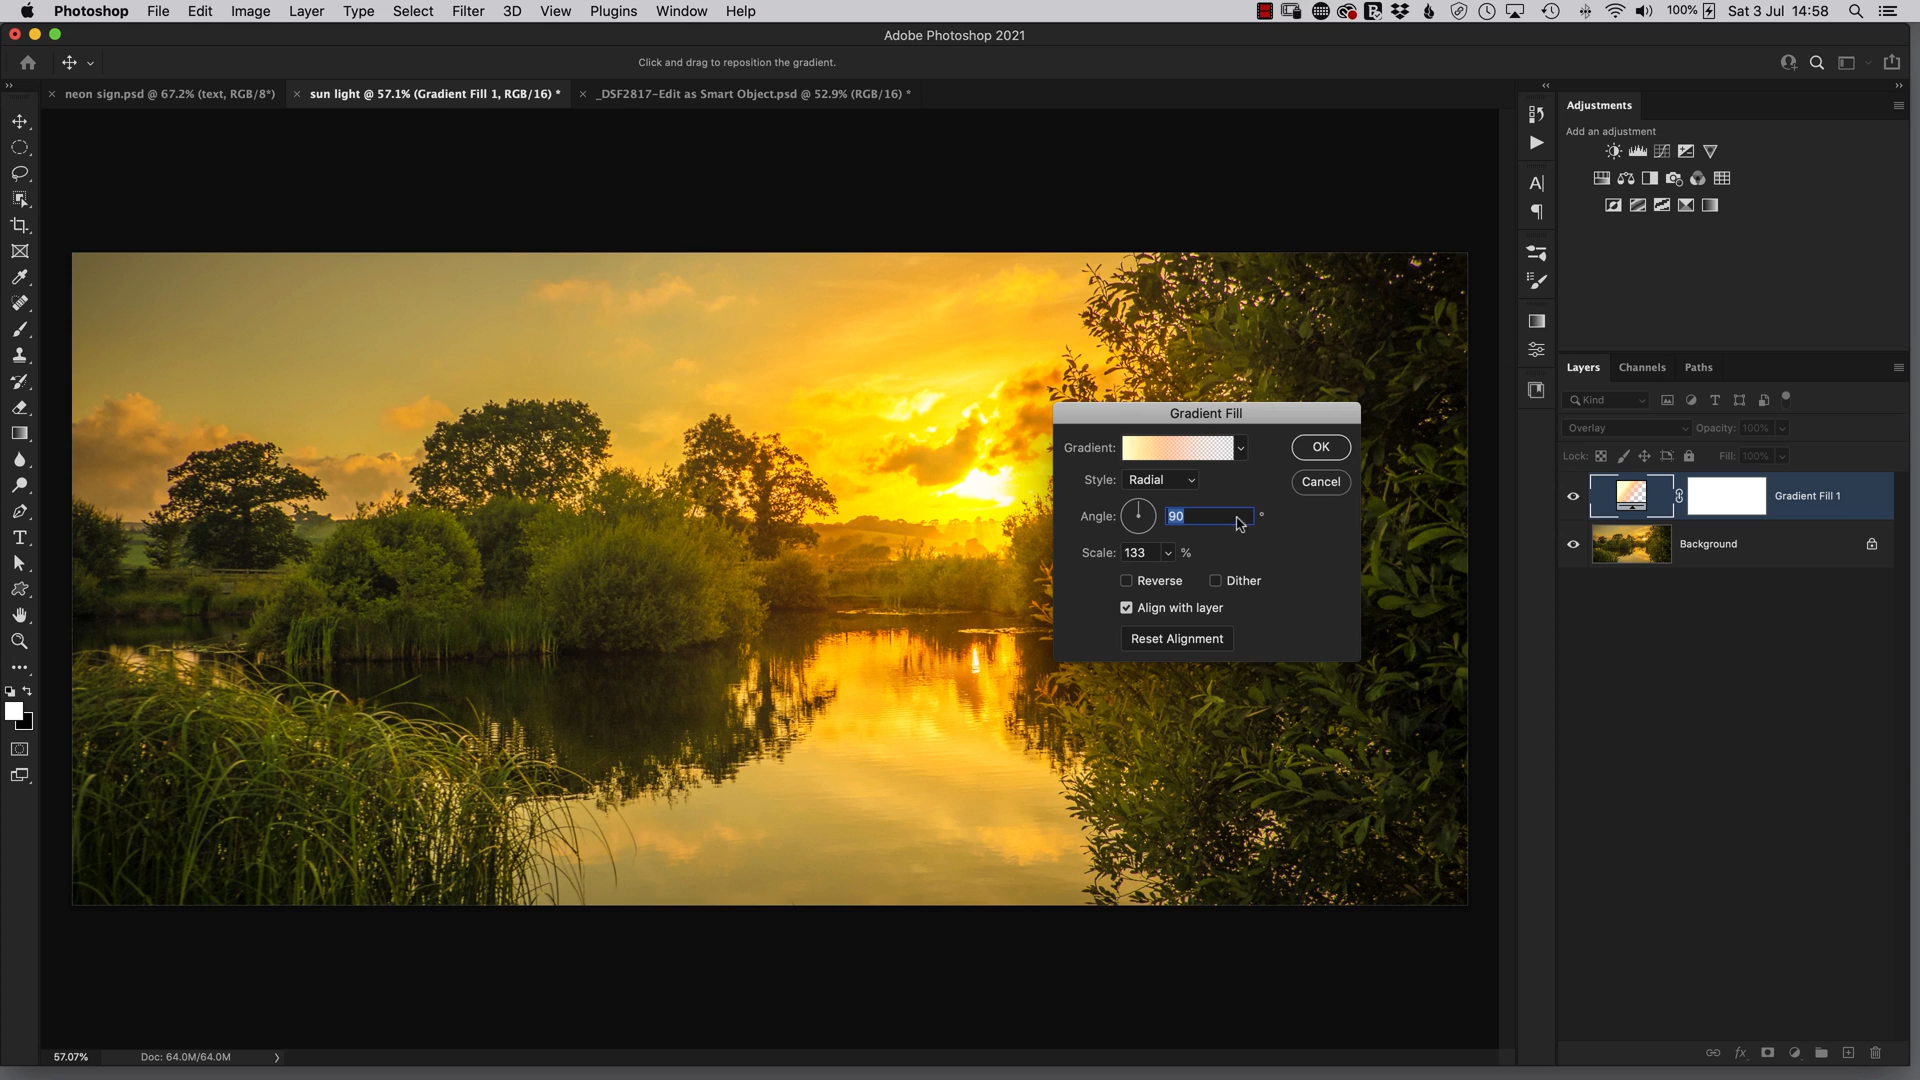 Photoshop File Edit Image Layer Type Select Filter 3D View Plugins Window Help 100% Sat 3 Jul 14:58
Adobe Photoshop 2021
Click and drag to reposition the gradient.
neon sign.psd @ 67.2% (text, RGB/8*) sun light @ 57.1% (Gradient Fill 1, RGB/16) * _DSF2817-Edit as Smart Object.psd @ 52.9% (RGB/16) *
Adjustments
Add an adjustment
Layers Channels Paths
Kind
Overlay Opacity: 100%
Lock: Fill: 100%
Gradient Fill 1
Background
Gradient Fill
Gradient: OK
Style: Radial Cancel
Angle: 90 °
Scale: 133 %
Reverse Dither
Align with layer
Reset Alignment
57.07% Doc: 64.0M/64.0M